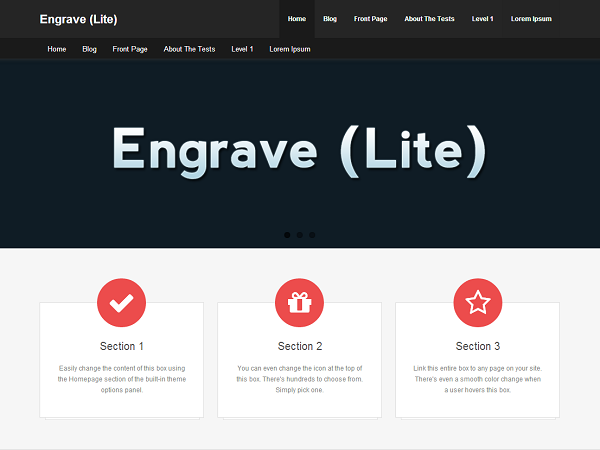 Engrave (Lite) Home Blog Front Page About The Tests Level 1 Lorem Ipsum
Home Blog Front Page About The Tests Level 1 Lorem Ipsum
Engrave (Lite)
Section 1
Easily change the content of this box using
the Homepage section of the built-in theme
options panel.
Section 2
You can even change the icon at the top of
this box. There's hundreds to choose from.
Simply pick one.
Section 3
Link this entire box to any page on your site.
There's even a smooth color change when
a user hovers this box.